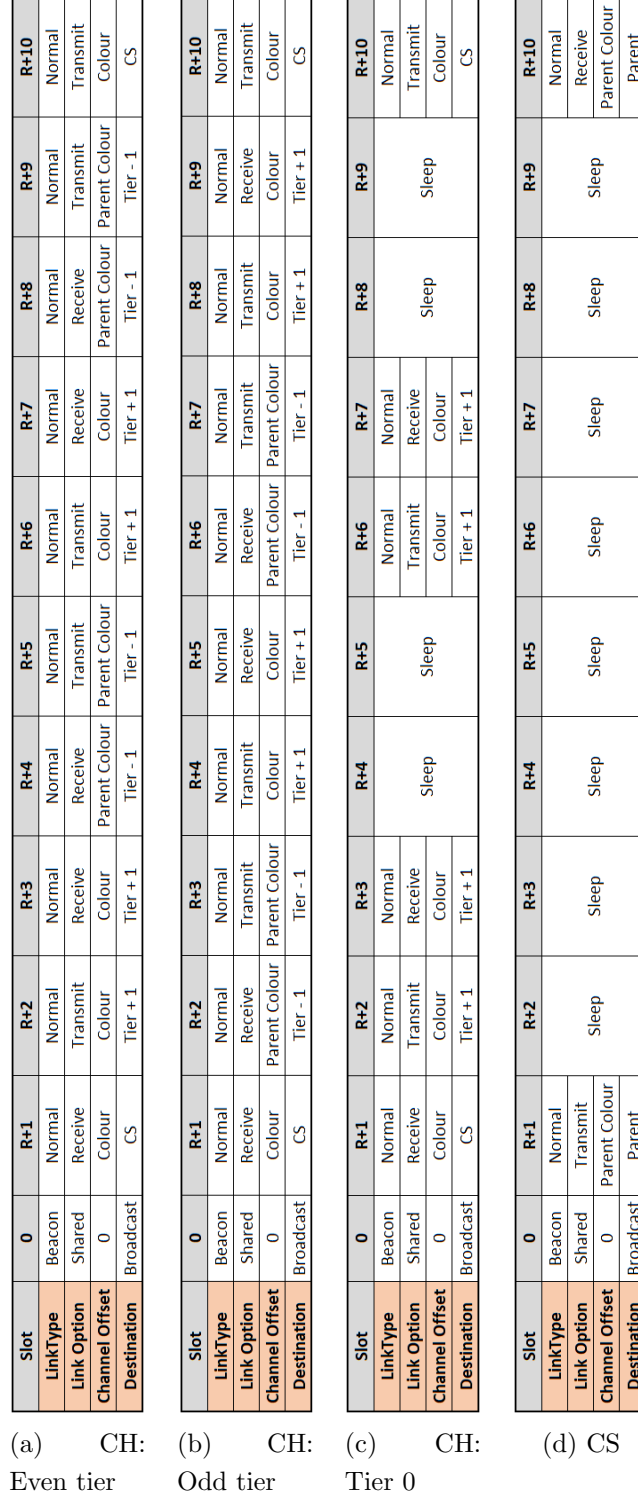 Slot 0 R+1 R+2 R+3 R+4 R+5 R+6 R+7 R+8 R+9 R+10
LinkType Beacon Normal Normal Normal Normal Normal Normal Normal Normal Normal Normal
Link Option Shared Receive Transmit Receive Receive Transmit Transmit Receive Receive Transmit Transmit
Channel Offset 0 Colour Colour Colour Parent Colour Parent Colour Colour Colour Parent Colour Parent Colour Colour
Destination Broadcast CS Tier + 1 Tier + 1 Tier - 1 Tier - 1 Tier + 1 Tier + 1 Tier - 1 Tier - 1 CS
(a) CH:
Even tier
Slot 0 R+1 R+2 R+3 R+4 R+5 R+6 R+7 R+8 R+9 R+10
LinkType Beacon Normal Normal Normal Normal Normal Normal Normal Normal Normal Normal
Link Option Shared Receive Receive Transmit Transmit Receive Receive Transmit Transmit Receive Transmit
Channel Offset 0 Colour Parent Colour Parent Colour Colour Colour Parent Colour Parent Colour Colour Colour Colour
Destination Broadcast CS Tier - 1 Tier - 1 Tier + 1 Tier + 1 Tier - 1 Tier - 1 Tier + 1 Tier + 1 CS
(b) CH:
Odd tier
Slot 0 R+1 R+2 R+3 R+4 R+5 R+6 R+7 R+8 R+9 R+10
LinkType Beacon Normal Normal Normal Sleep Sleep Normal Normal Sleep Sleep Normal
Link Option Shared Receive Transmit Receive Transmit Receive Transmit
Channel Offset 0 Colour Colour Colour Colour Colour Colour
Destination Broadcast CS Tier + 1 Tier + 1 Tier + 1 Tier + 1 CS
(c) CH:
Tier 0
Slot 0 R+1 R+2 R+3 R+4 R+5 R+6 R+7 R+8 R+9 R+10
LinkType Beacon Normal Sleep Sleep Sleep Sleep Sleep Sleep Sleep Sleep Normal
Link Option Shared Transmit Receive
Channel Offset 0 Parent Colour Parent Colour
Destination Broadcast Parent Parent
(d) CS